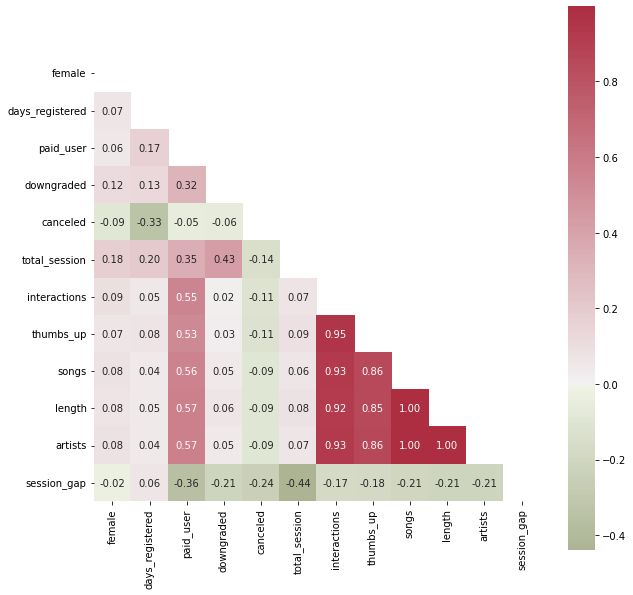 female
days_registered 0.07
paid_user 0.06 0.17
downgraded 0.12 0.13 0.32
canceled -0.09 -0.33 -0.05 -0.06
total_session 0.18 0.20 0.35 0.43 -0.14
interactions 0.09 0.05 0.55 0.02 -0.11 0.07
thumbs_up 0.07 0.08 0.53 0.03 -0.11 0.09 0.95
songs 0.08 0.04 0.56 0.05 -0.09 0.06 0.93 0.86
length 0.08 0.05 0.57 0.06 -0.09 0.08 0.92 0.85 1.00
artists 0.08 0.04 0.57 0.05 -0.09 0.07 0.93 0.86 1.00 1.00
session_gap -0.02 0.06 -0.36 -0.21 -0.24 -0.44 -0.17 -0.18 -0.21 -0.21 -0.21
female
days_registered
paid_user
downgraded
canceled
total_session
interactions
thumbs_up
songs
length
artists
session_gap
0.8
0.6
0.4
0.2
0.0
−0.2
−0.4